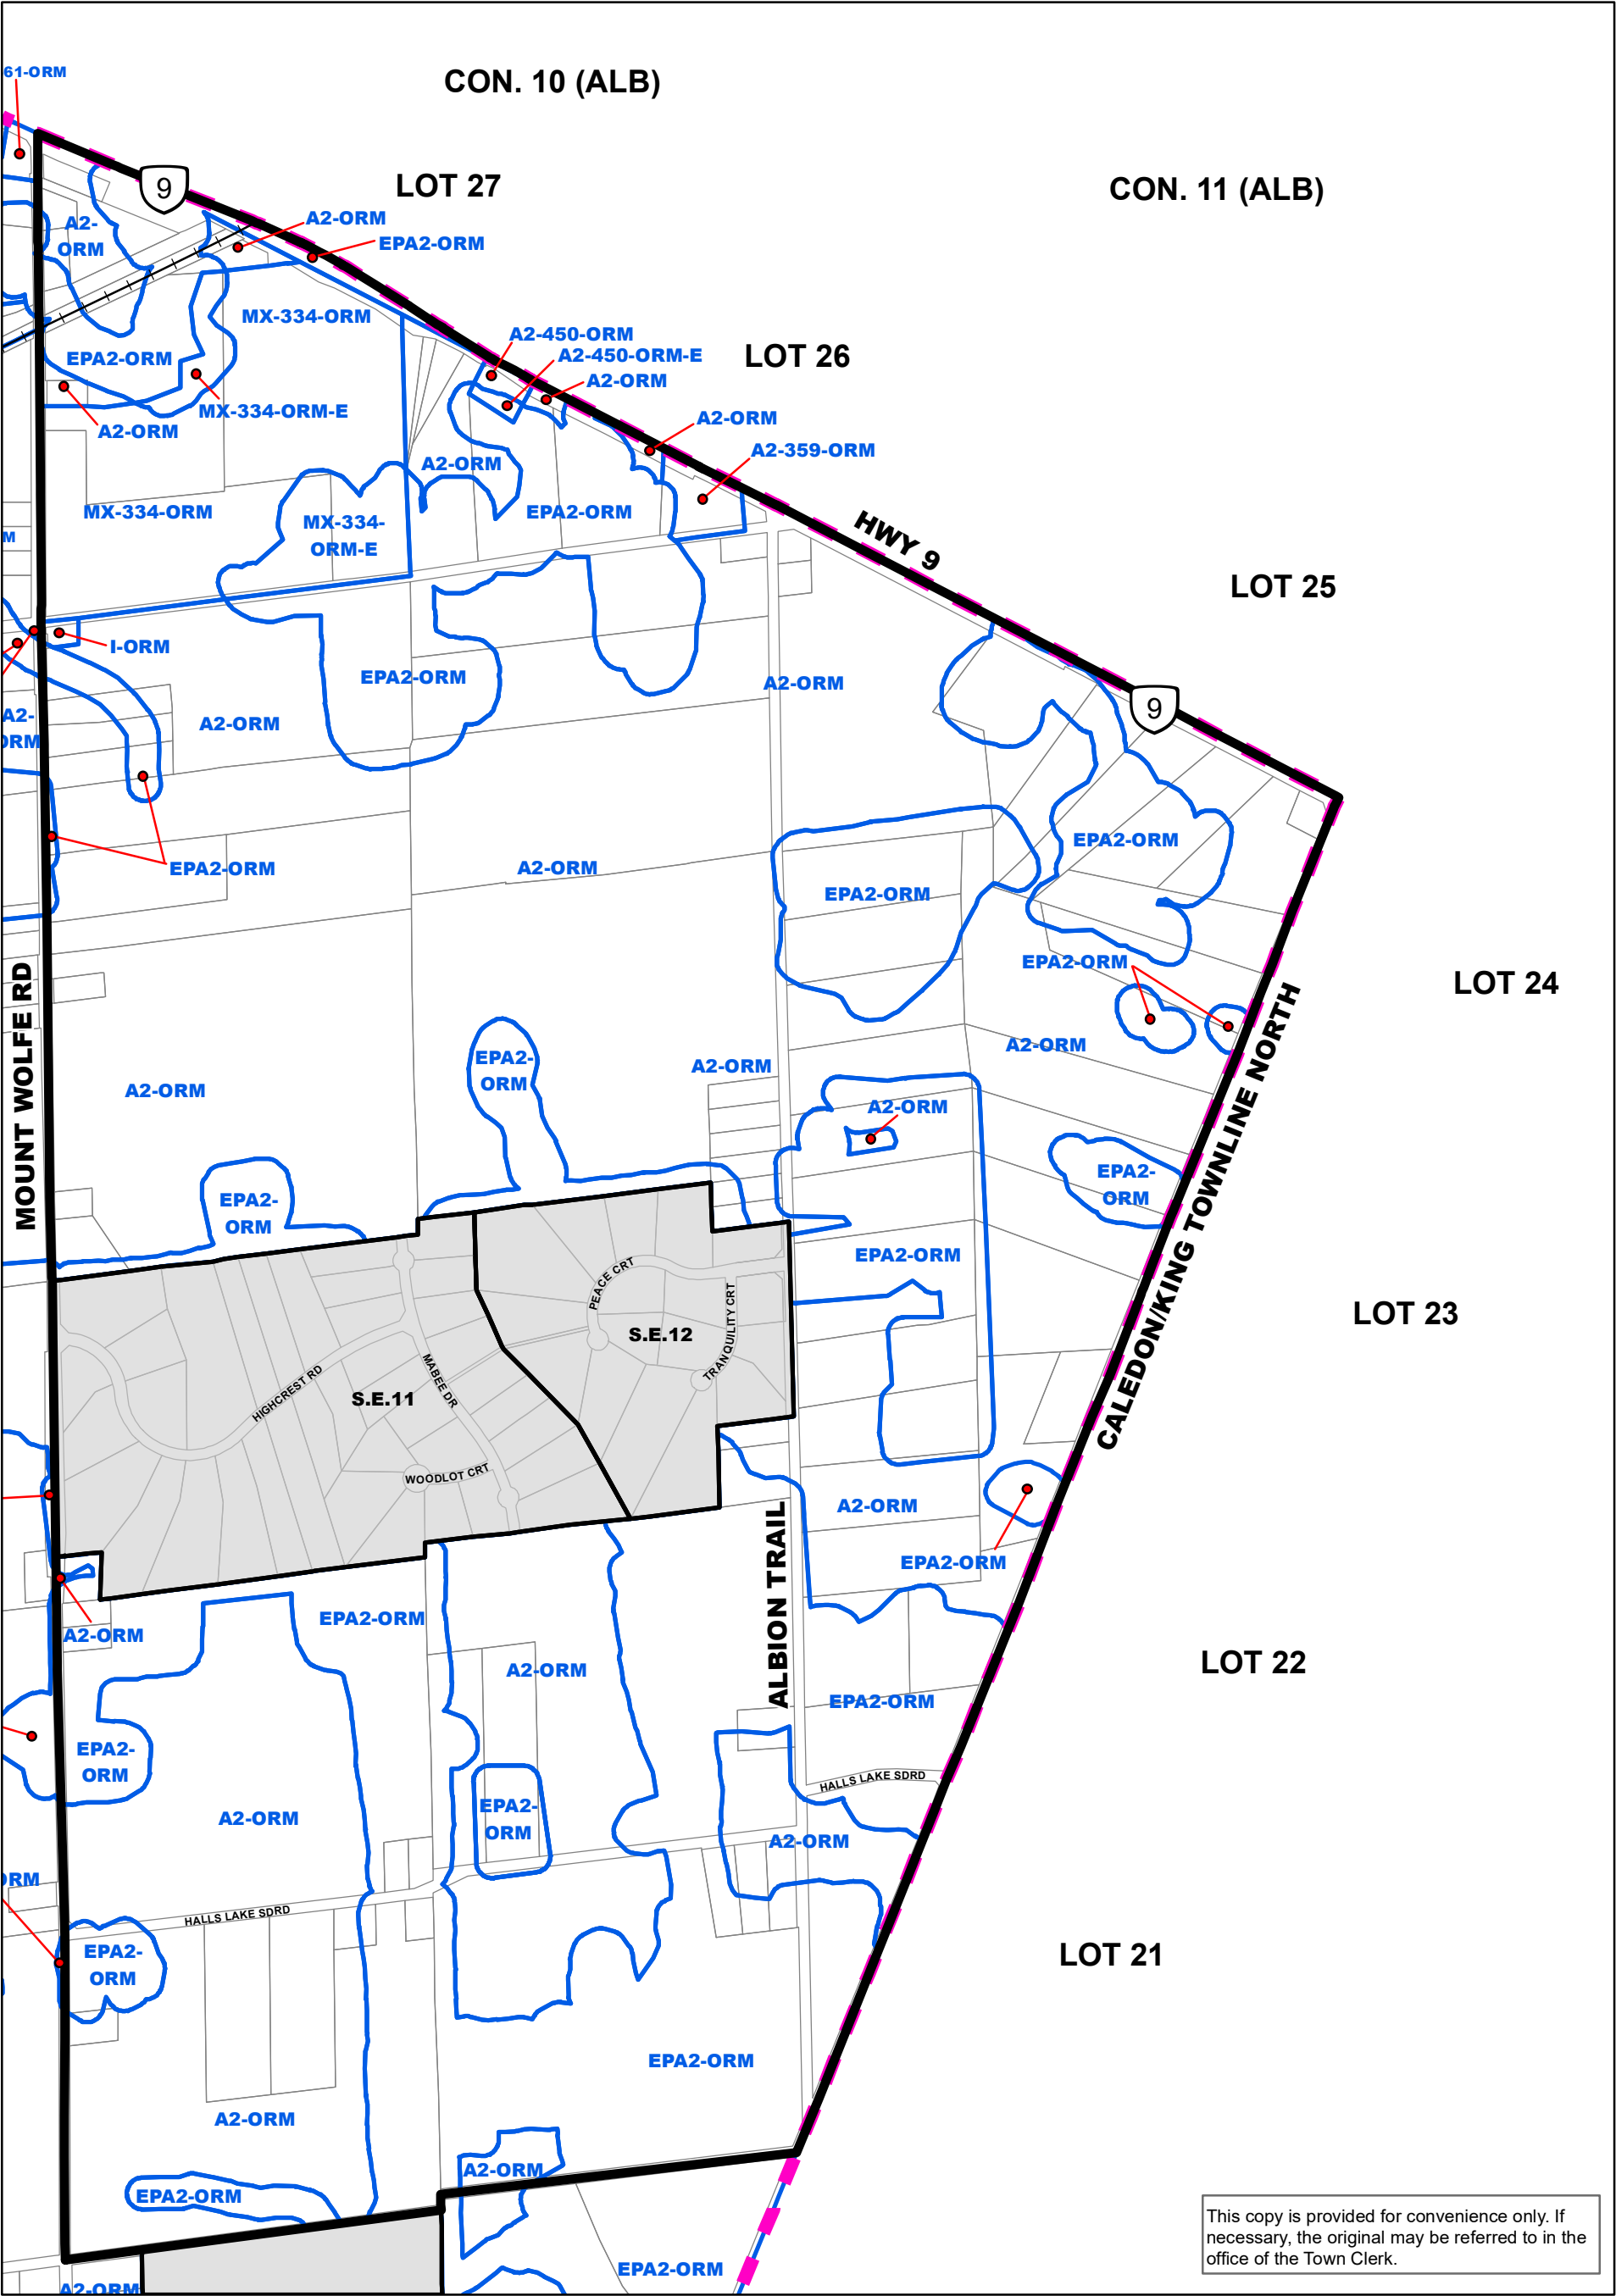 61-ORM
CON. 10 (ALB)
CON. 11 (ALB)
LOT 27
9
A2-
ORM
A2-ORM
EPA2-ORM
MX-334-ORM
A2-450-ORM
A2-450-ORM-E
LOT 26
EPA2-ORM
A2-ORM
MX-334-ORM-E
A2-ORM
A2-ORM
A2-359-ORM
A2-ORM
MX-334-ORM
MX-334-
ORM-E
EPA2-ORM
M
HWY 9
LOT 25
I-ORM
EPA2-ORM
A2-ORM
A2-
ORM
A2-ORM
9
EPA2-ORM
EPA2-ORM
A2-ORM
EPA2-ORM
EPA2-ORM
LOT 24
MOUNT WOLFE RD
A2-ORM
EPA2-
ORM
A2-ORM
A2-ORM
A2-ORM
CALEDON/KING TOWNLINE NORTH
EPA2-
ORM
EPA2-
ORM
EPA2-ORM
PEACE CRT
TRANQUILITY CRT
S.E.12
LOT 23
HIGHCREST RD
MABEE DR
S.E.11
WOODLOT CRT
A2-ORM
ALBION TRAIL
EPA2-ORM
EPA2-ORM
A2-ORM
A2-ORM
LOT 22
EPA2-ORM
EPA2-
ORM
HALLS LAKE SDRD
A2-ORM
EPA2-
ORM
A2-ORM
ORM
HALLS LAKE SDRD
EPA2-
ORM
LOT 21
EPA2-ORM
A2-ORM
A2-ORM
EPA2-ORM
EPA2-ORM
A2-ORM
This copy is provided for convenience only. If
necessary, the original may be referred to in the
office of the Town Clerk.